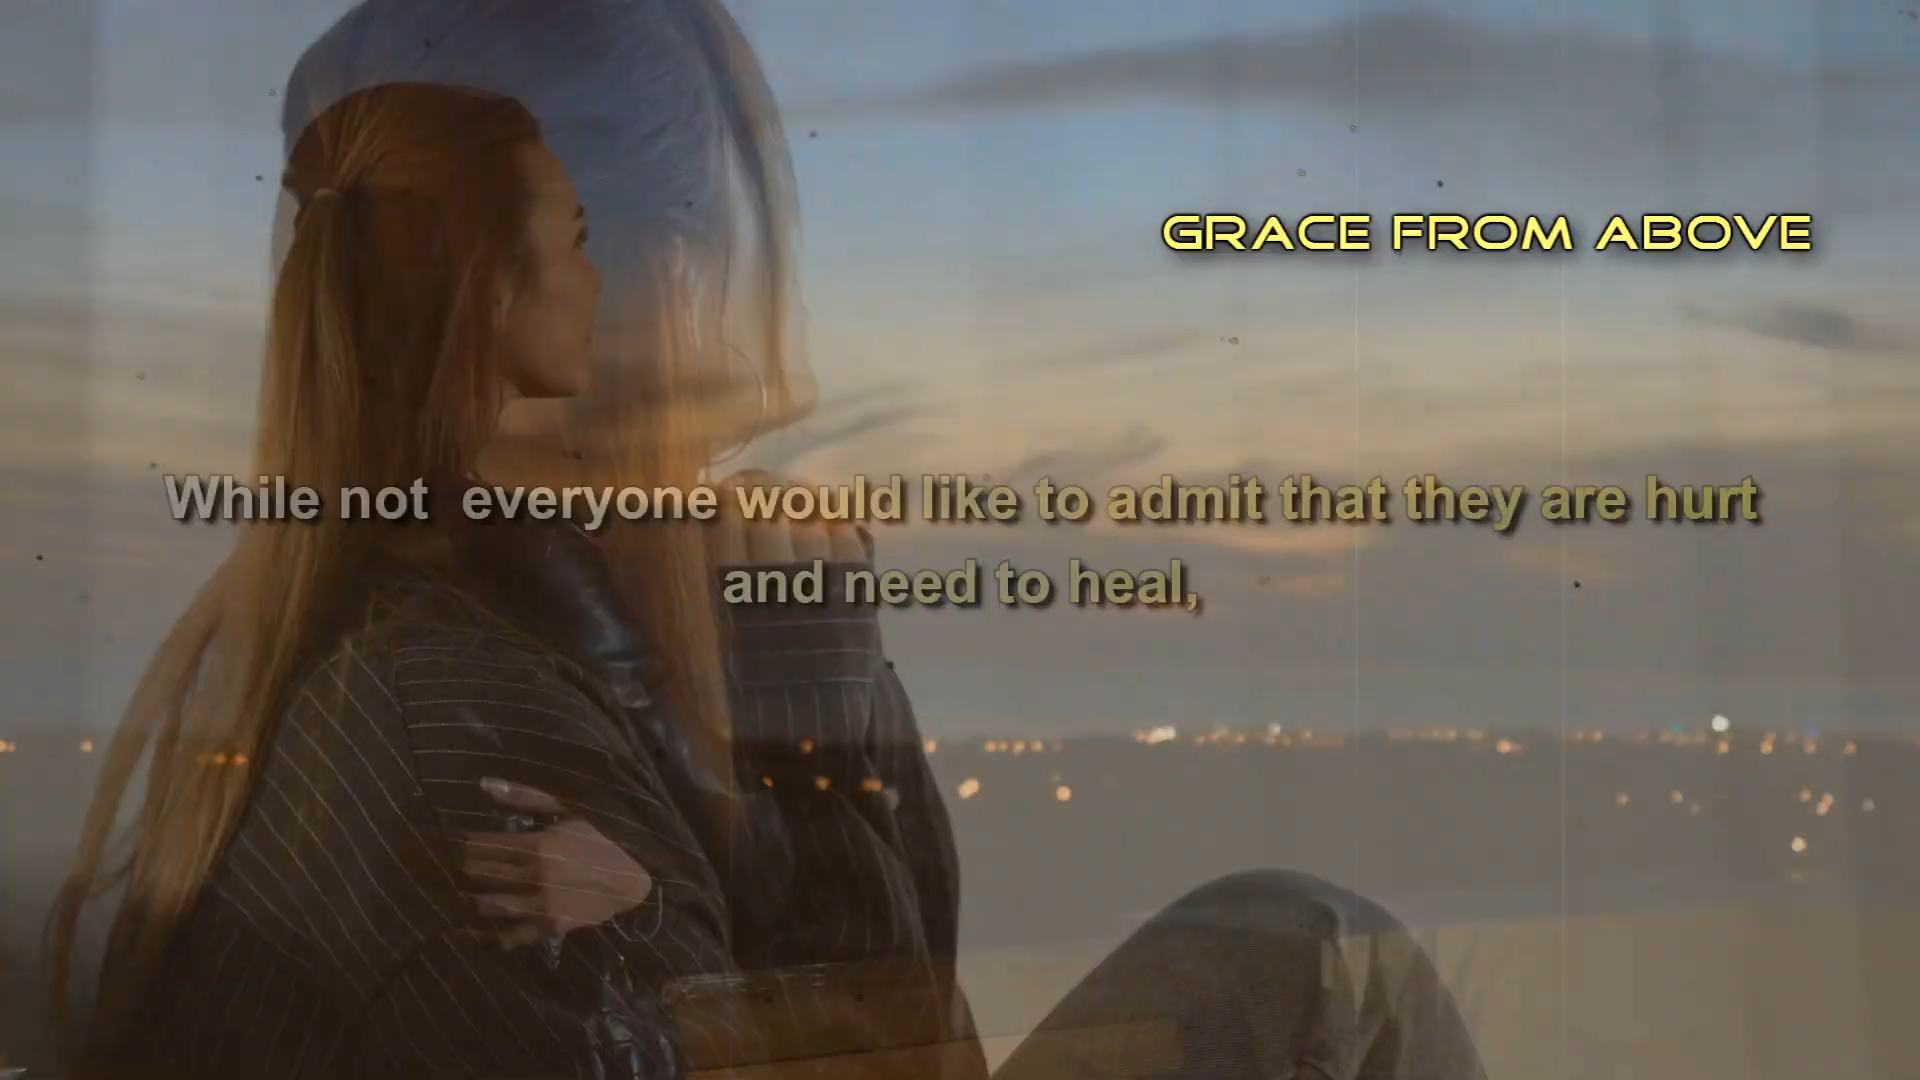 GRACE FROM ABOVE
While not  everyone would like to admit that they are hurt
and need to heal,